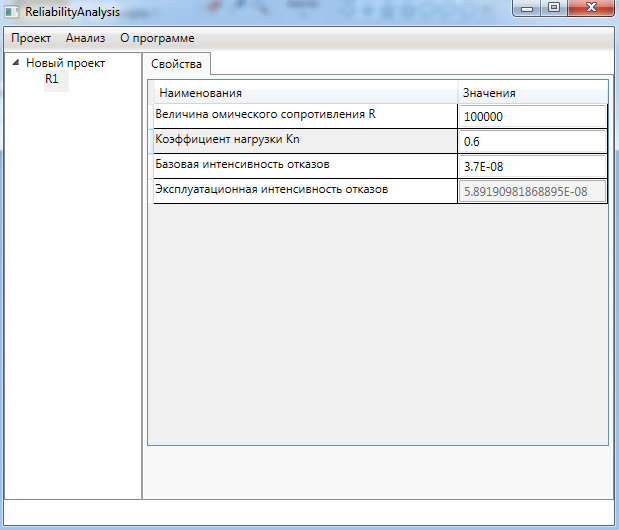 ReliabilityAnalysis
Проект Анализ О программе
Новый проект
R1
Свойства
Наименования Значения
Величина омического сопротивления R 100000
Коэффициент нагрузки Kn 0.6
Базовая интенсивность отказов 3.7E-08
Эксплуатационная интенсивность отказов 5.89190981868895E-08